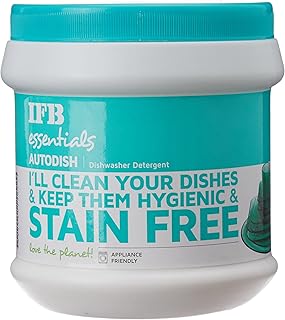 IFB
essentials
AUTODISH | Dishwasher Detergent
I'LL CLEAN YOUR DISHES
& KEEP THEM HYGIENIC &
STAIN FREE
love the planet!
APPLIANCE
FRIENDLY